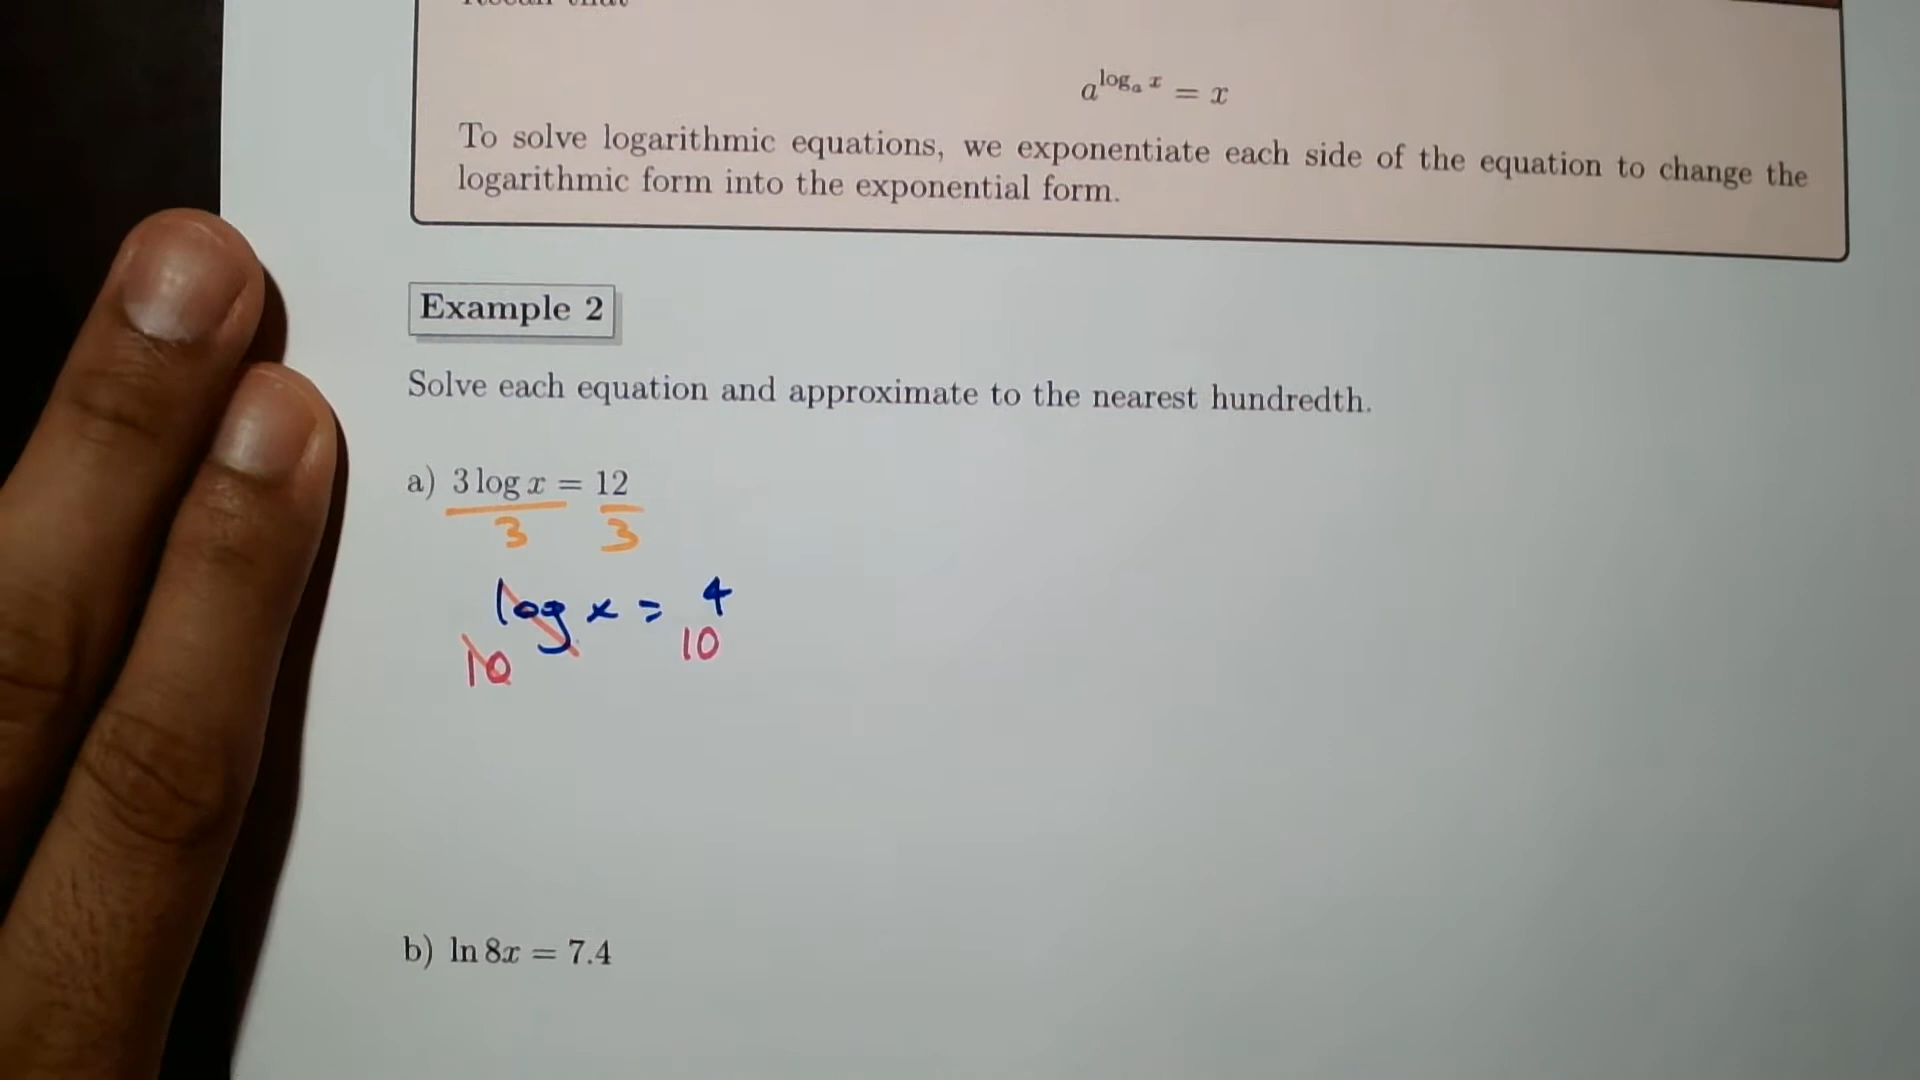 Recall that
a^{log_a x} = x
To solve logarithmic equations, we exponentiate each side of the equation to change the
logarithmic form into the exponential form.
Example 2
Solve each equation and approximate to the nearest hundredth.
a) 3 log x = 12
3 3
log x = 4
10 10
b) ln 8x = 7.4